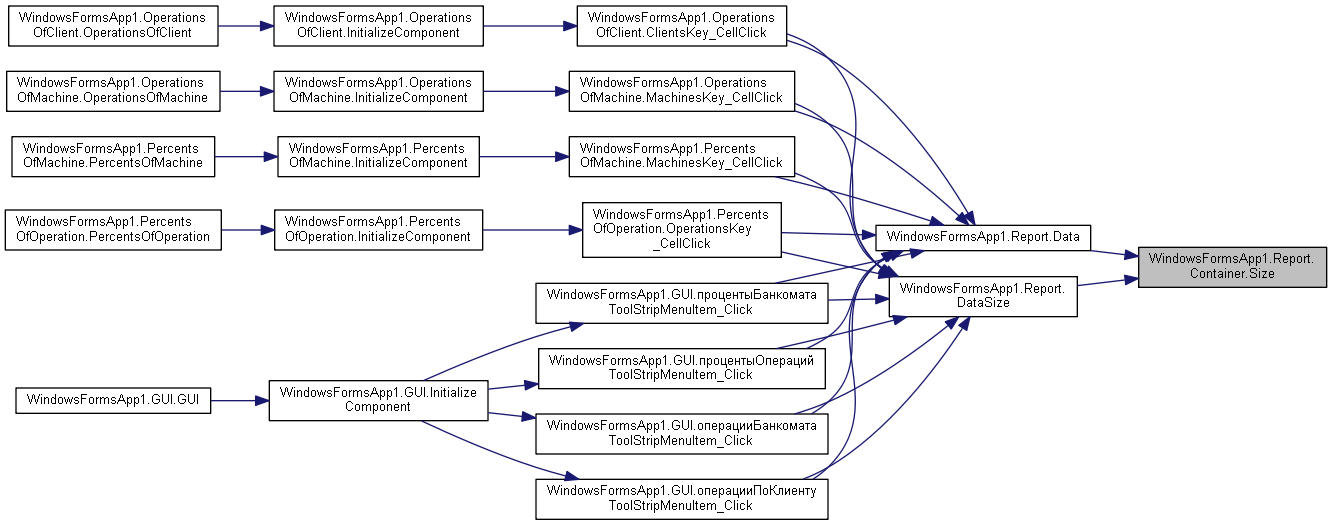 WindowsFormsApp1.Operations
OfClient.OperationsOfClient
WindowsFormsApp1.Operations
OfClient.InitializeComponent
WindowsFormsApp1.Operations
OfClient.ClientsKey_CellClick
WindowsFormsApp1.Operations
OfMachine.OperationsOfMachine
WindowsFormsApp1.Operations
OfMachine.InitializeComponent
WindowsFormsApp1.Operations
OfMachine.MachinesKey_CellClick
WindowsFormsApp1.Percents
OfMachine.PercentsOfMachine
WindowsFormsApp1.Percents
OfMachine.InitializeComponent
WindowsFormsApp1.Percents
OfMachine.MachinesKey_CellClick
WindowsFormsApp1.Percents
OfOperation.PercentsOfOperation
WindowsFormsApp1.Percents
OfOperation.InitializeComponent
WindowsFormsApp1.Percents
OfOperation.OperationsKey
_CellClick
WindowsFormsApp1.Report.Data
WindowsFormsApp1.Report.
Container.Size
WindowsFormsApp1.Report.
DataSize
WindowsFormsApp1.GUI.процентыБанкомата
ToolStripMenuItem_Click
WindowsFormsApp1.GUI.процентыОпераций
ToolStripMenuItem_Click
WindowsFormsApp1.GUI.GUI
WindowsFormsApp1.GUI.Initialize
Component
WindowsFormsApp1.GUI.операцииБанкомата
ToolStripMenuItem_Click
WindowsFormsApp1.GUI.операцииПоКлиенту
ToolStripMenuItem_Click